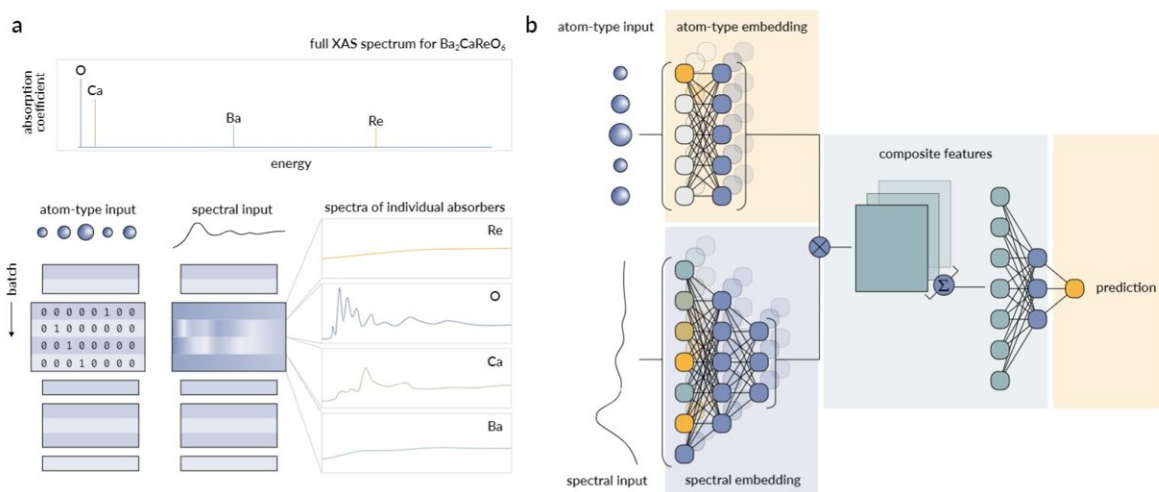 a
full XAS spectrum for Ba₂CaReO₆
absorption
coefficient
O
Ca
Ba
Re
energy
atom-type input
spectral input
spectra of individual absorbers
batch
0 0 0 0 0 1 0 0
0 1 0 0 0 0 0 0
0 0 1 0 0 0 0 0
0 0 0 1 0 0 0 0
Re
O
Ca
Ba
b
atom-type input
atom-type embedding
composite features
Σ
prediction
spectral input
spectral embedding